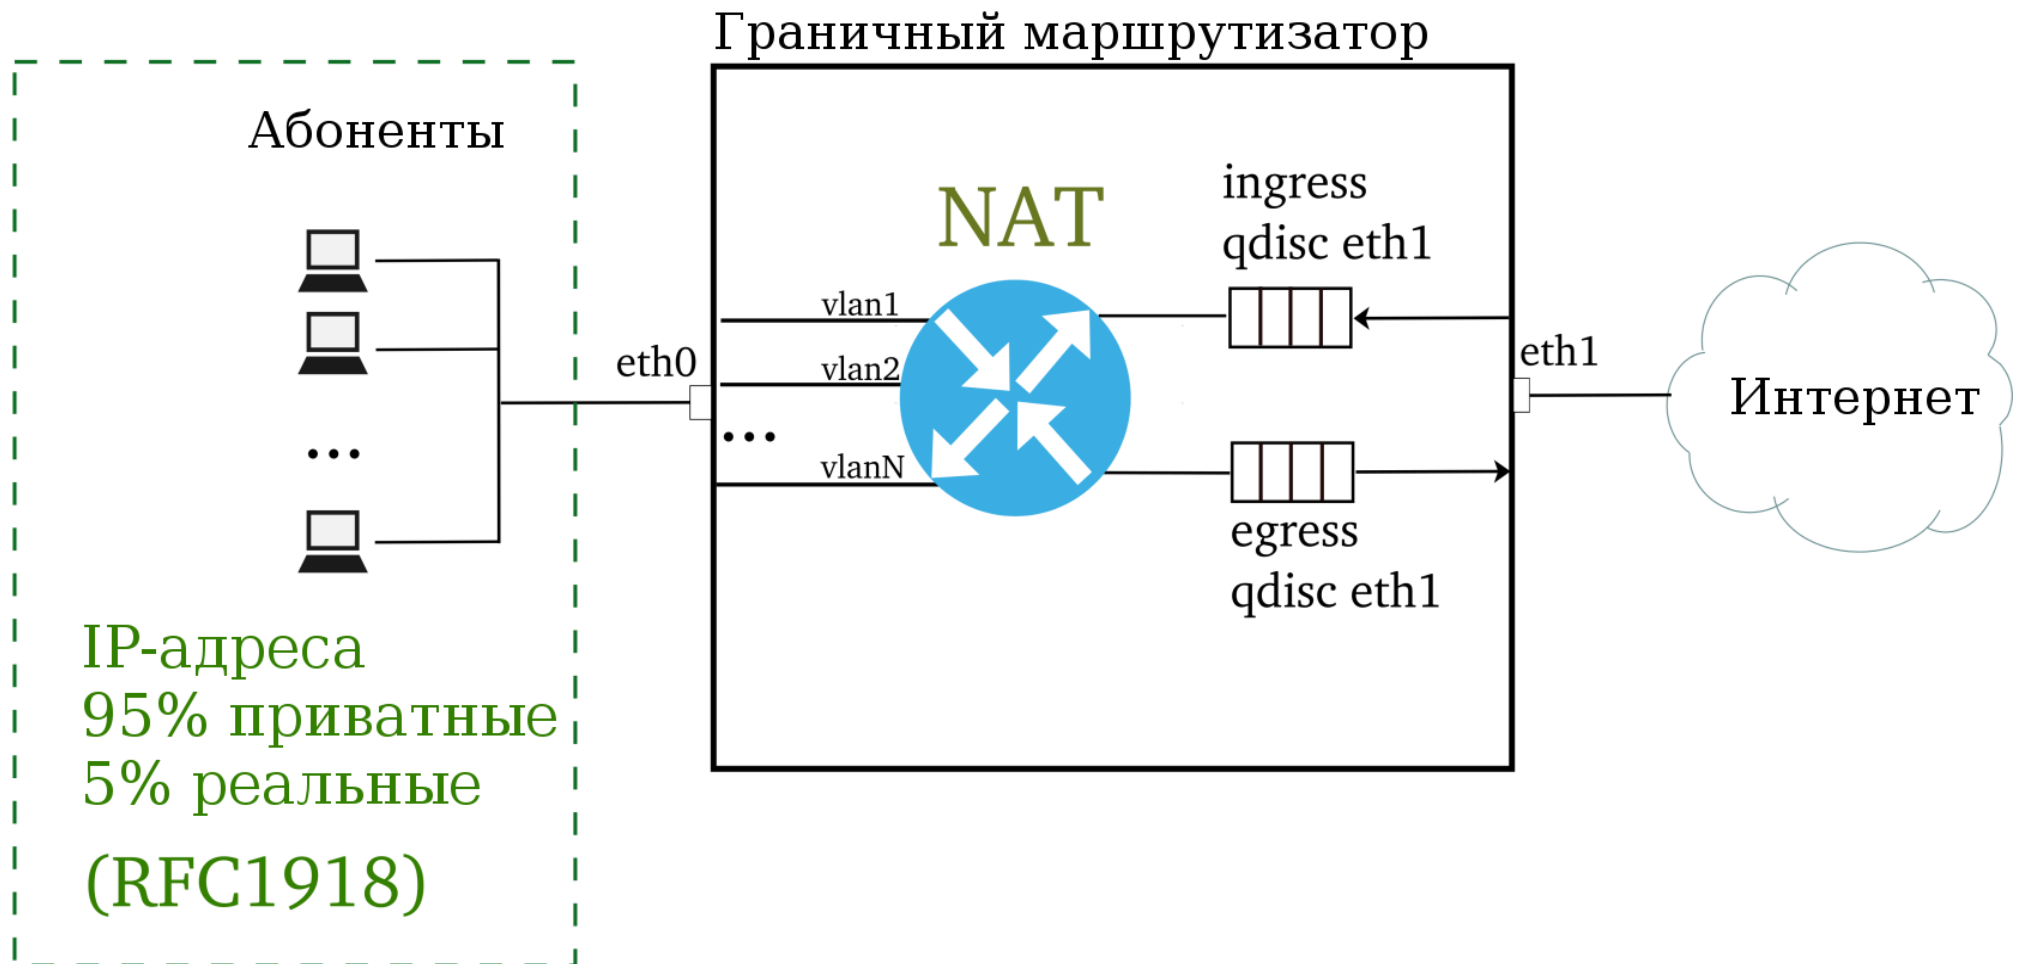 Граничный маршрутизатор
Абоненты
NAT
ingress
qdisc eth1
vlan1
eth0
vlan2
...
vlanN
eth1
Интернет
...
egress
qdisc eth1
IP-адреса
95% приватные
5% реальные
(RFC1918)